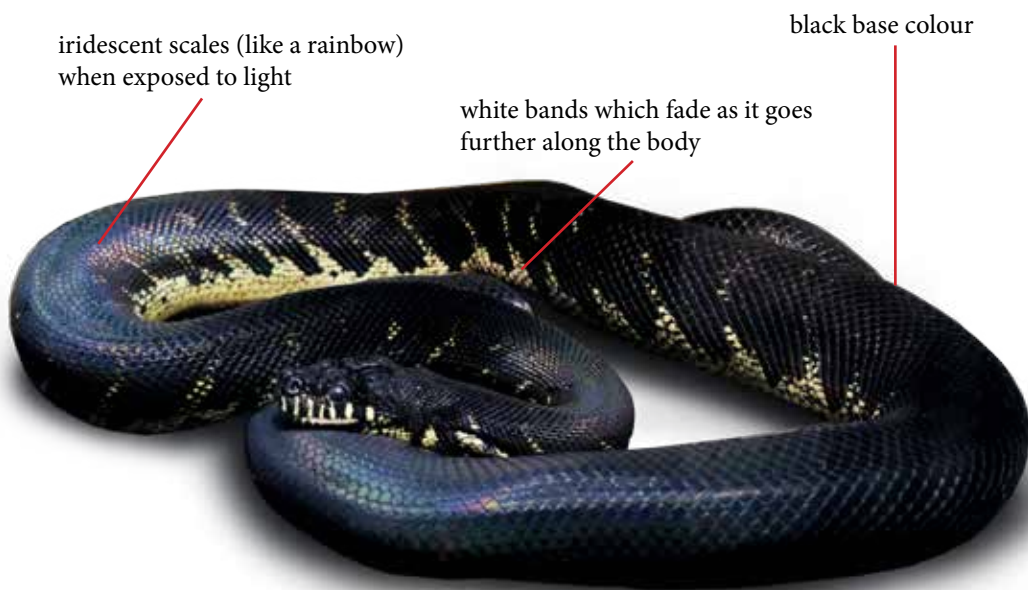 iridescent scales (like a rainbow)
when exposed to light
white bands which fade as it goes
further along the body
black base colour